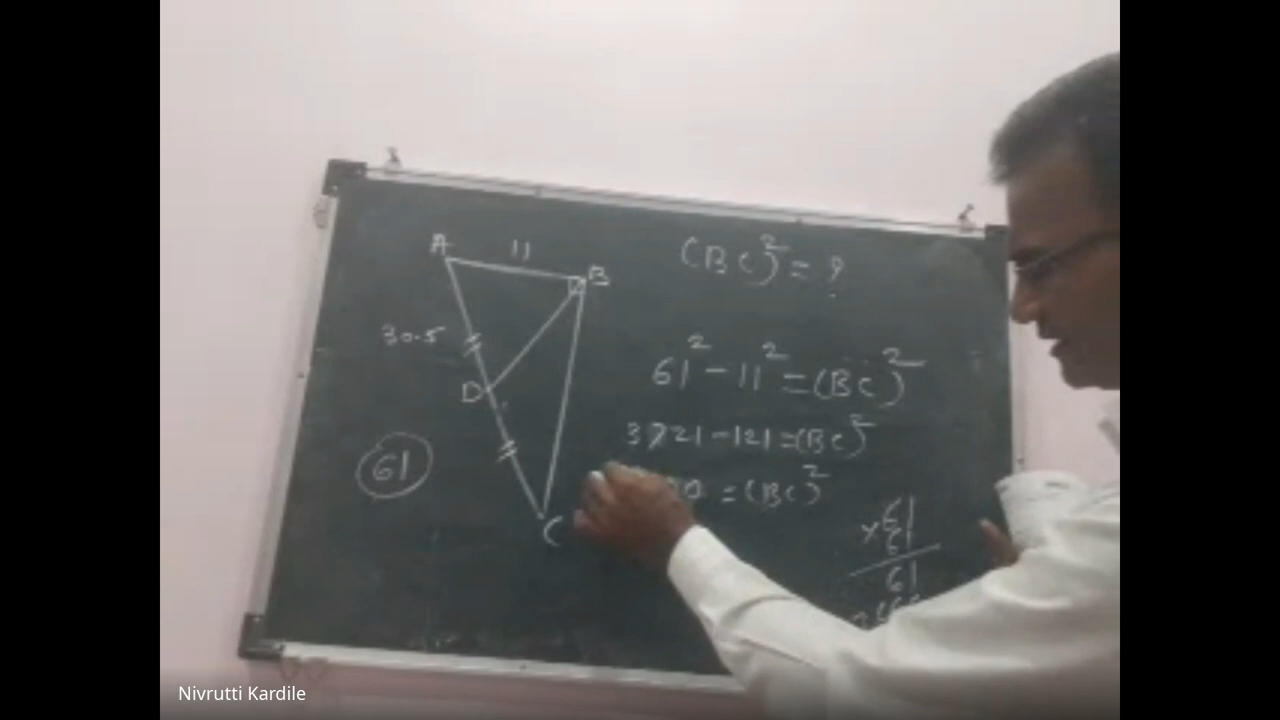 A 11 B
(BC)² = ?
30.5
D
61² - 11² = (BC)²
61
3721 - 121 = (BC)²
= (BC)²
C
61
× 61
61
Nivrutti Kardile